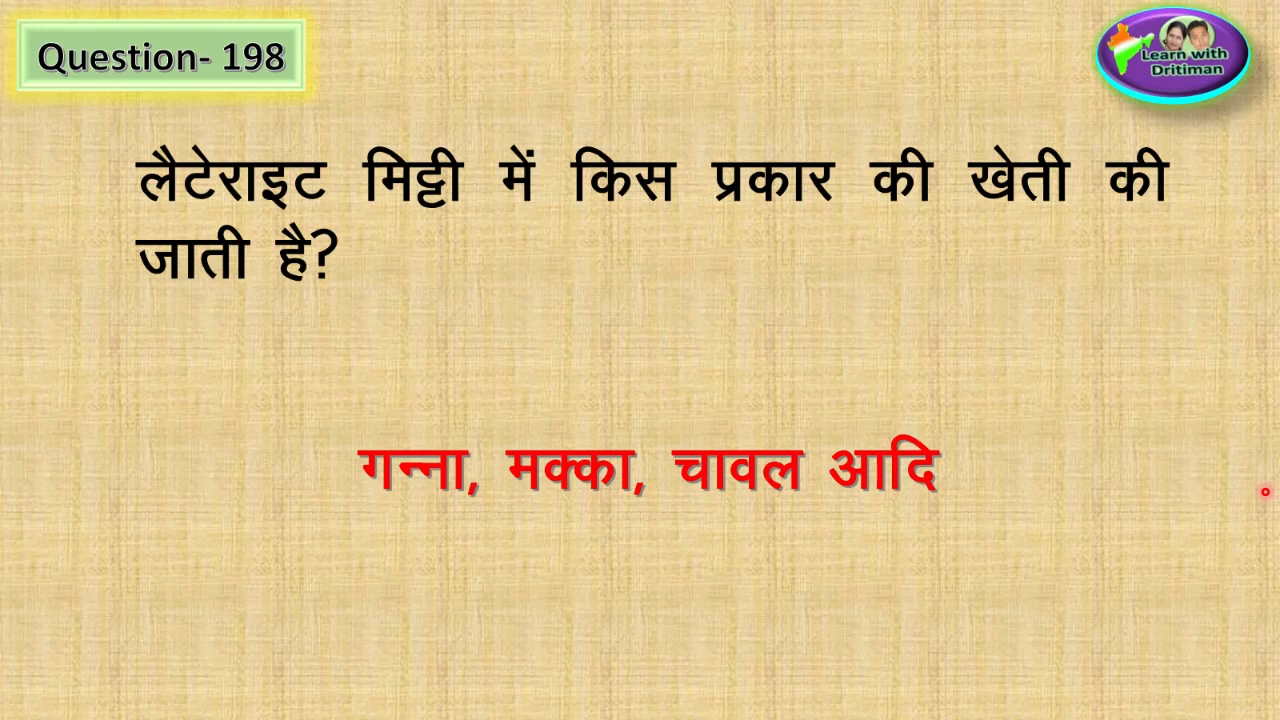 Question- 198
Learn with
Dritiman
लैटेराइट मिट्टी में किस प्रकार की खेती की
जाती है?
गन्ना, मक्का, चावल आदि